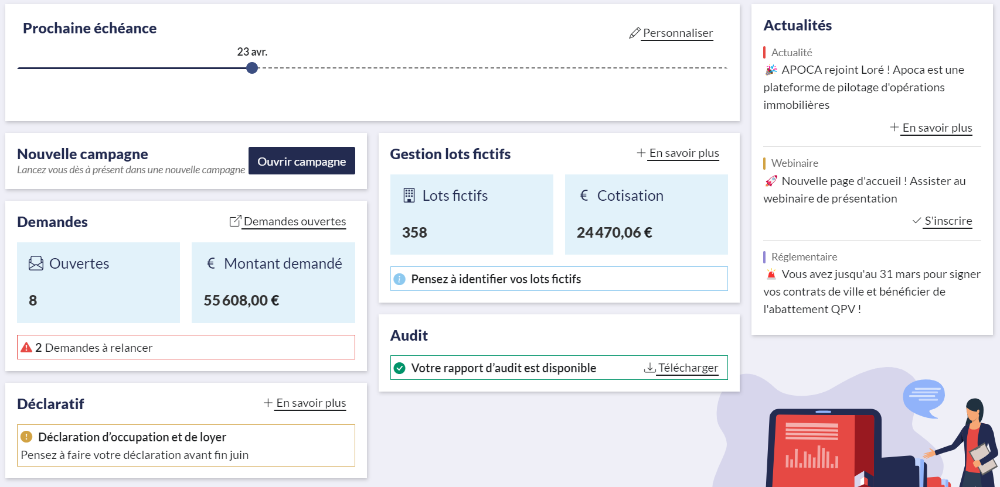 Prochaine échéance
Personnaliser
23 avr.
Nouvelle campagne
Lancez vous dès à présent dans une nouvelle campagne
Ouvrir campagne
Demandes
Demandes ouvertes
Ouvertes
8
€ Montant demandé
55 608,00 €
2 Demandes à relancer
Déclaratif
En savoir plus
Déclaration d’occupation et de loyer
Pensez à faire votre déclaration avant fin juin
Gestion lots fictifs
En savoir plus
Lots fictifs
358
€ Cotisation
24 470,06 €
Pensez à identifier vos lots fictifs
Audit
Votre rapport d’audit est disponible
Télécharger
Actualités
Actualité
APOCA rejoint Loré ! Apoca est une
plateforme de pilotage d'opérations
immobilières
En savoir plus
Webinaire
Nouvelle page d'accueil ! Assister au
webinaire de présentation
S'inscrire
Réglementaire
Vous avez jusqu'au 31 mars pour signer
vos contrats de ville et bénéficier de
l'abattement QPV !